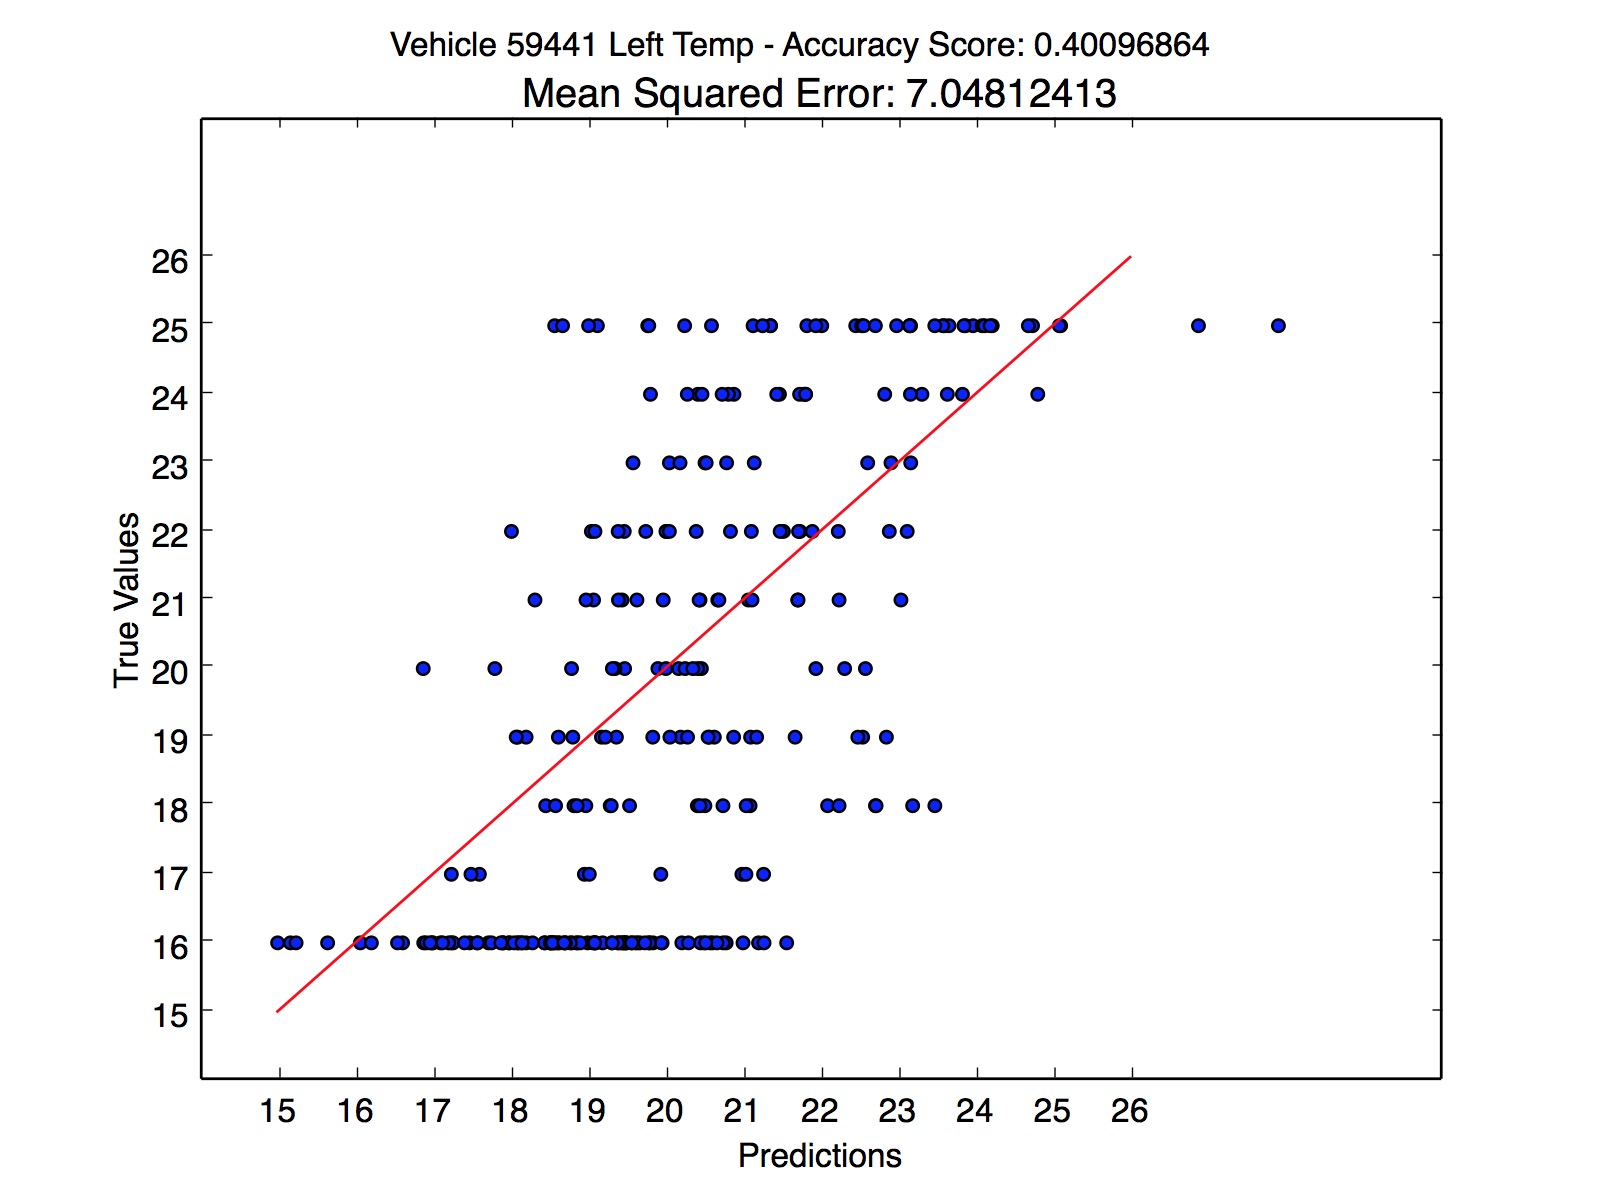 Vehicle 59441 Left Temp - Accuracy Score: 0.40096864
Mean Squared Error: 7.04812413
26
25
24
23
22
21
20
19
18
17
16
15
True Values
15 16 17 18 19 20 21 22 23 24 25 26
Predictions